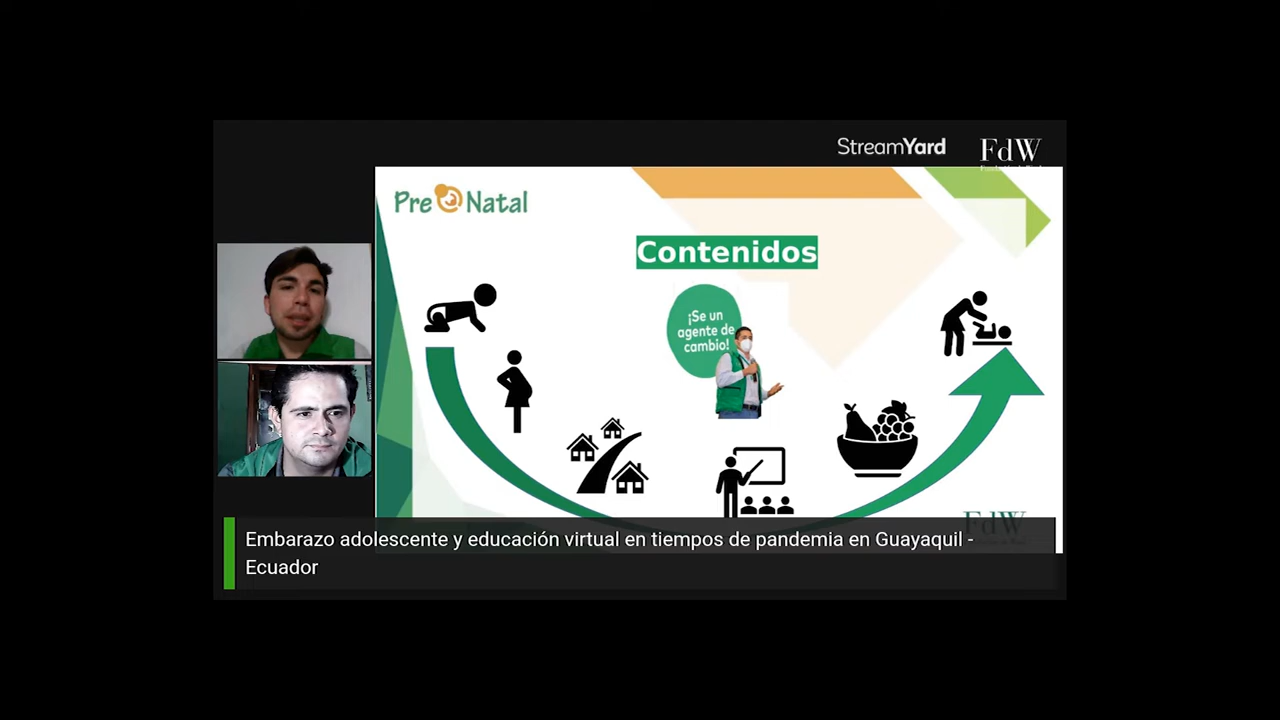 StreamYard
FdW
Pre Natal
Contenidos
¡Se un
agente de
cambio!
FdW
Embarazo adolescente y educación virtual en tiempos de pandemia en Guayaquil -
Ecuador